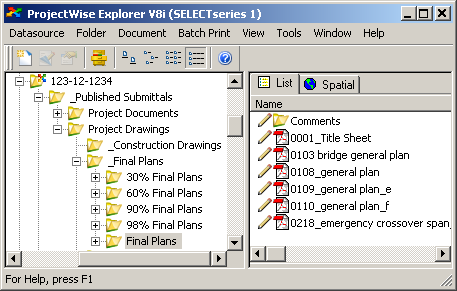 ProjectWise Explorer V8i (SELECTseries 1)
Datasource Folder Document Batch Print View Tools Window Help
123-12-1234
_Published Submittals
Project Documents
Project Drawings
_Construction Drawings
_Final Plans
30% Final Plans
60% Final Plans
90% Final Plans
98% Final Plans
Final Plans
List Spatial
Name
Comments
0001_Title Sheet
0103 bridge general plan
0108_general plan
0109_general plan_e
0110_general plan_f
0218_emergency crossover span_
For Help, press F1